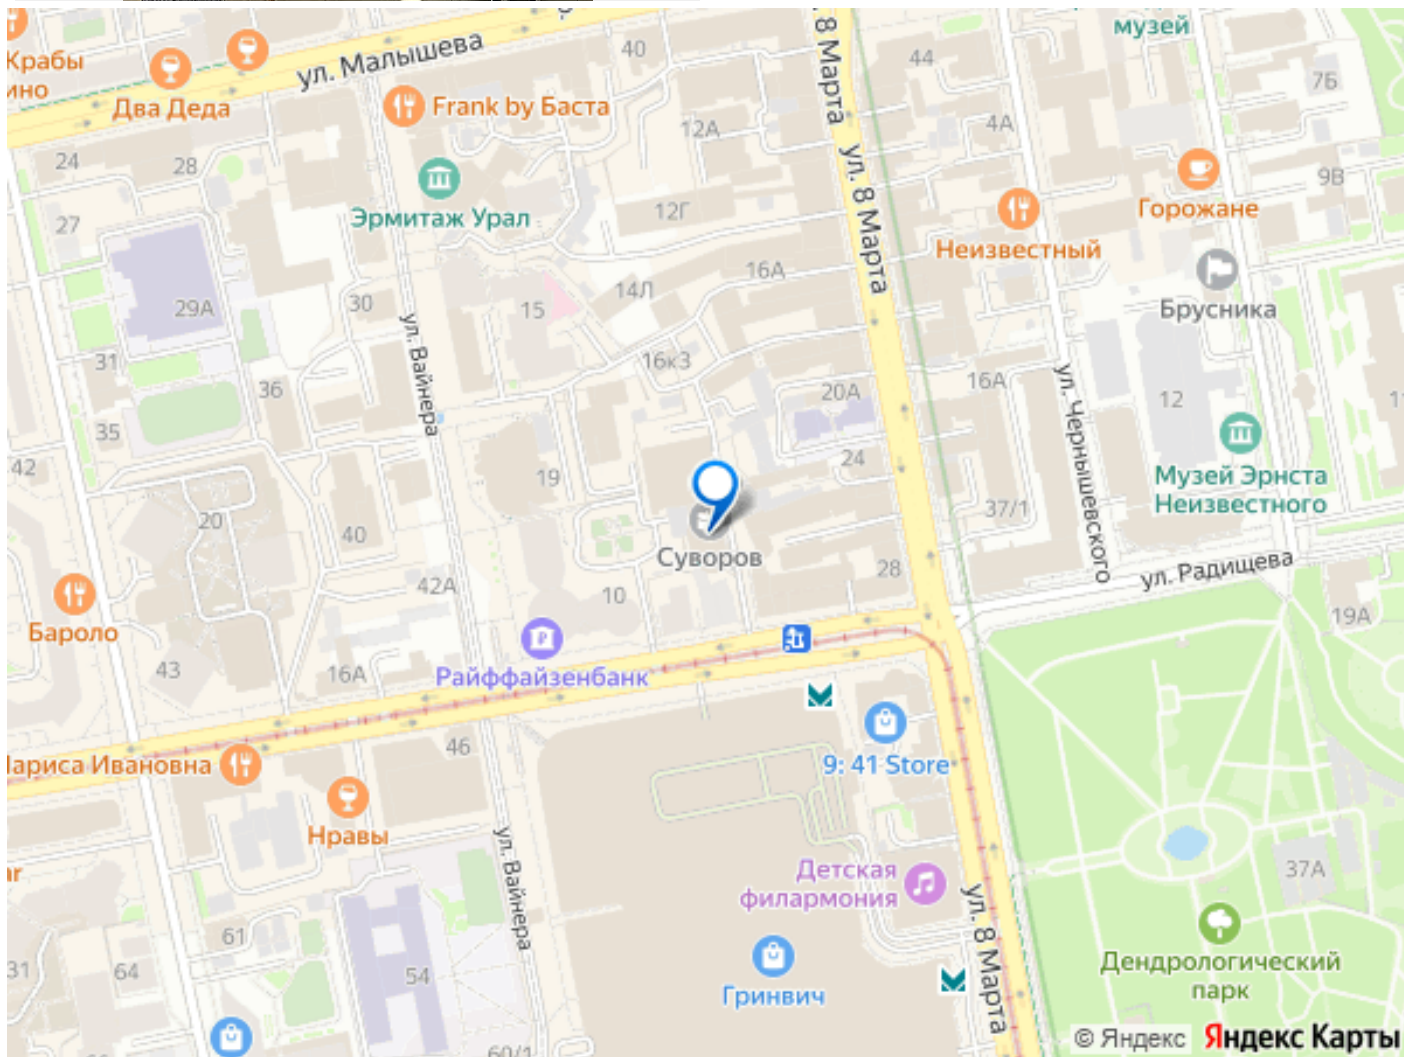 музей
ул. Малышева
40
8 Марта
44
7Б
Крабы
ино
Два Деда
Frank by Баста
12А
4А
24
28
ул. 8 Марта
9В
Эрмитаж Урал
12Г
Горожане
27
Неизвестный
16А
29А
30
15
14Л
Брусника
ул. Вайнера
31
36
16к3
20А
16А
12
ул. Чернышевского
35
42
19
24
Музей Эрнста
Неизвестного
20
40
37/1
Суворов
28
ул. Радищева
42А
10
Бароло
19А
43
16А
Райффайзенбанк
46
Лариса Ивановна
9: 41 Store
Нравы
ул. Вайнера
Детская
филармония
37А
ул. 8 Марта
61
31
64
54
Гринвич
Дендрологический
парк
60/1
© Яндекс
Яндекс Карты